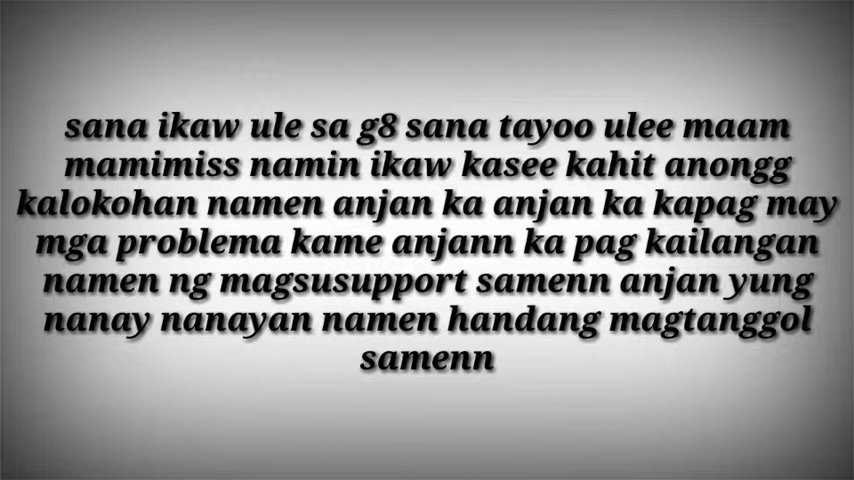 sana ikaw ule sa g8 sana tayoo ulee maam
mamimiss namin ikaw kasee kahit anongg
kalokohan namen anjan ka anjan ka kapag may
mga problema kame anjann ka pag kailangan
namen ng magsusupport samenn anjan yung
nanay nanayan namen handang magtanggol
samenn